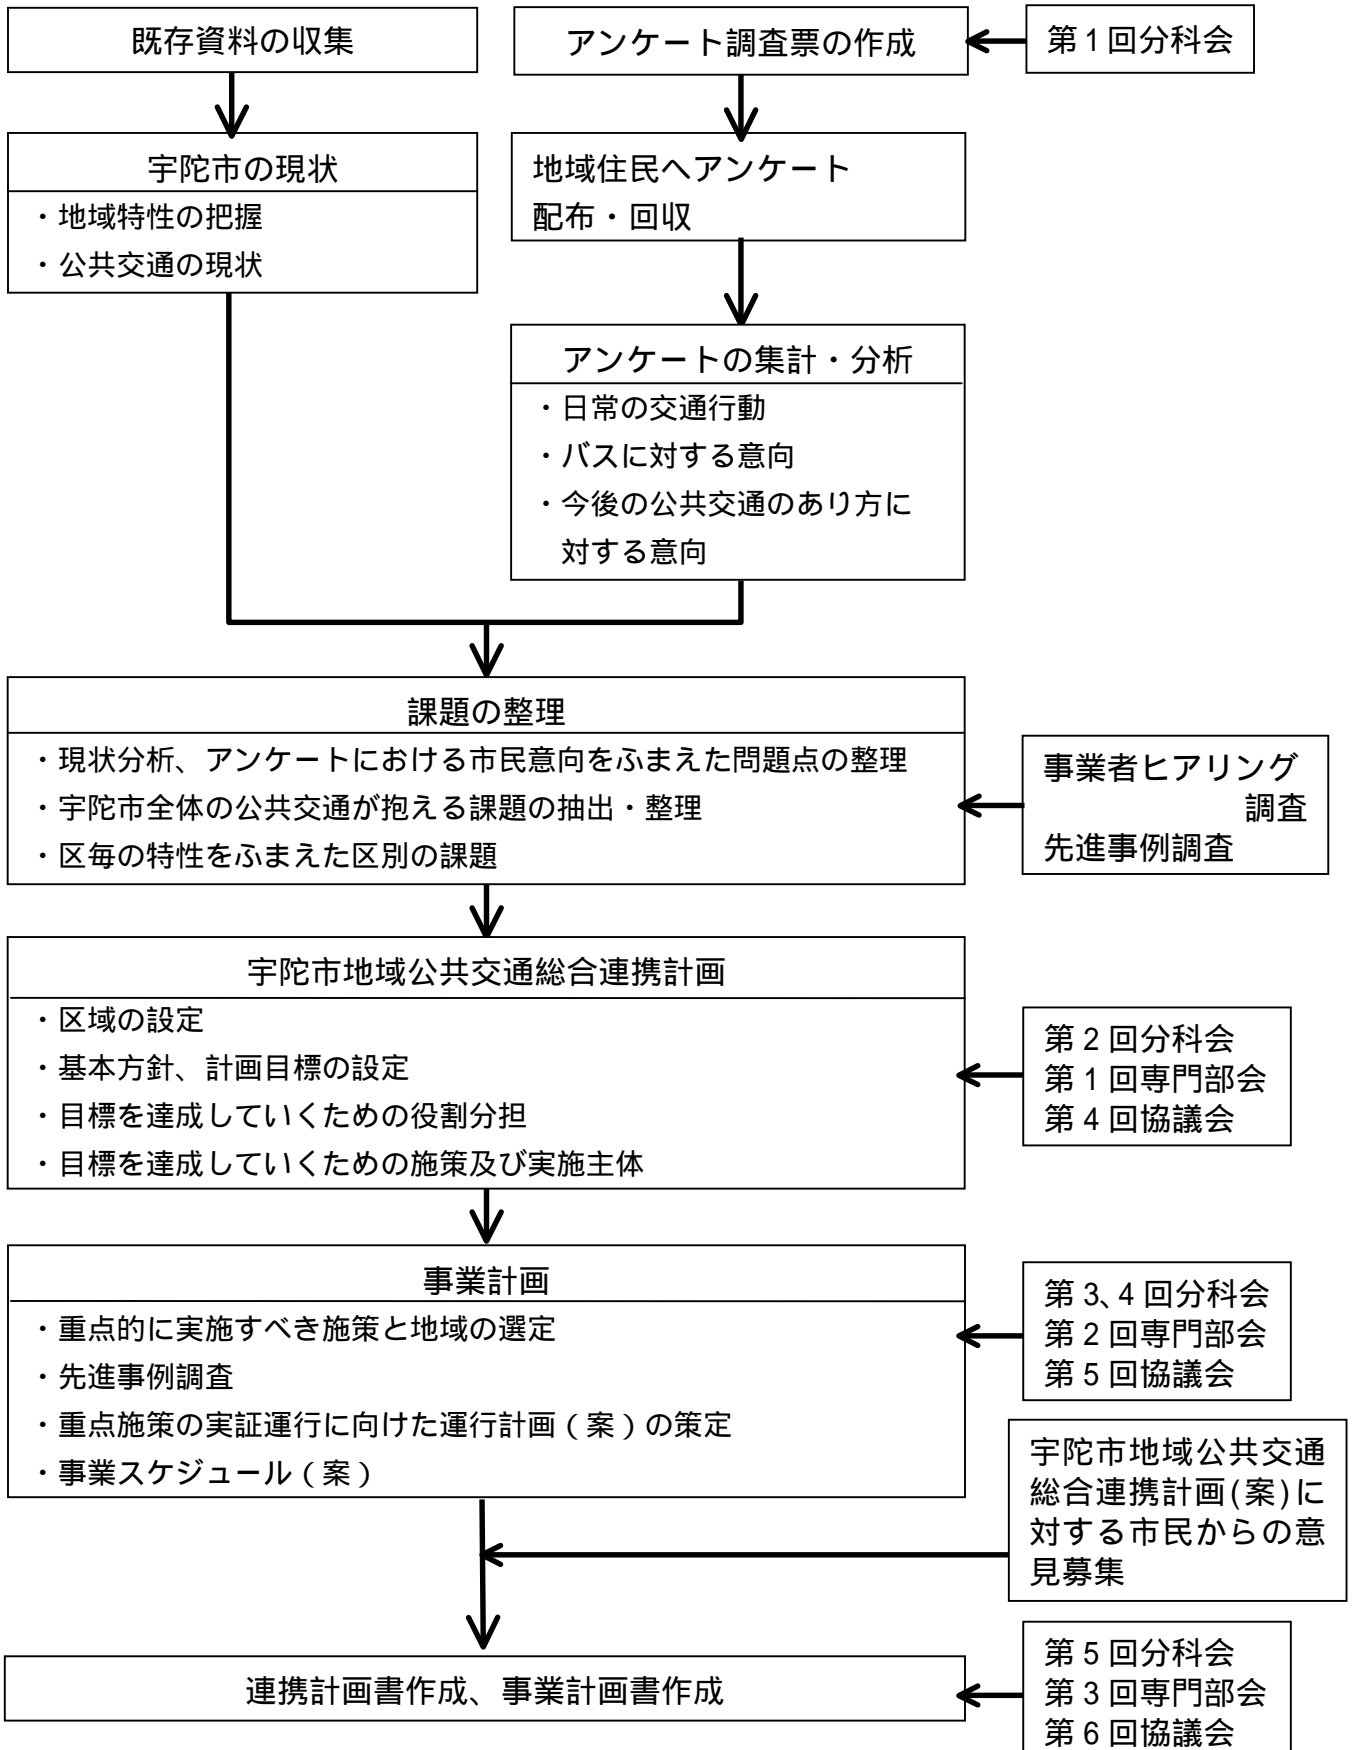 既存資料の収集
アンケート調査票の作成
第1回分科会
宇陀市の現状
・地域特性の把握
・公共交通の現状
地域住民へアンケート
配布・回収
アンケートの集計・分析
・日常の交通行動
・バスに対する意向
・今後の公共交通のあり方に
対する意向
課題の整理
・現状分析、アンケートにおける市民意向をふまえた問題点の整理
・宇陀市全体の公共交通が抱える課題の抽出・整理
・区毎の特性をふまえた区別の課題
事業者ヒアリング
調査
先進事例調査
宇陀市地域公共交通総合連携計画
・区域の設定
・基本方針、計画目標の設定
・目標を達成していくための役割分担
・目標を達成していくための施策及び実施主体
第2回分科会
第1回専門部会
第4回協議会
事業計画
・重点的に実施すべき施策と地域の選定
・先進事例調査
・重点施策の実証運行に向けた運行計画(案)の策定
・事業スケジュール(案)
第3、4回分科会
第2回専門部会
第5回協議会
宇陀市地域公共交通
総合連携計画(案)に
対する市民からの意
見募集
連携計画書作成、事業計画書作成
第5回分科会
第3回専門部会
第6回協議会